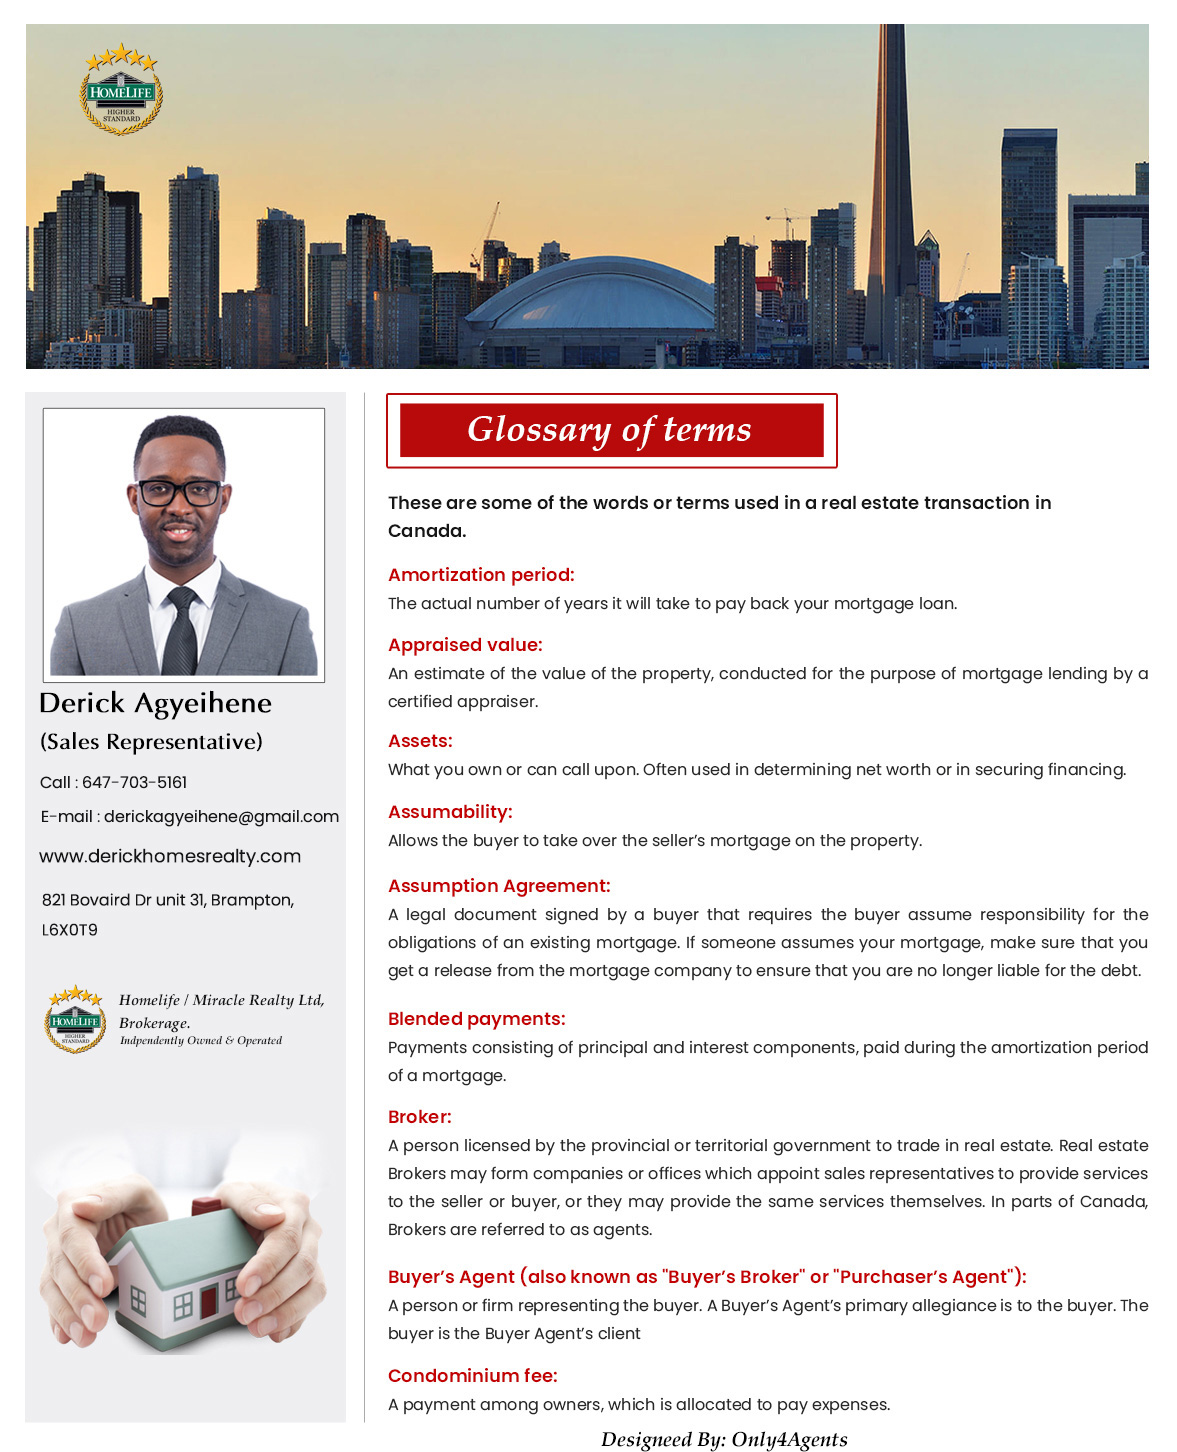 HOMELIFE
HIGHER
STANDARD
Derick Agyeihene
(Sales Representative)
Call : 647-703-5161
E-mail : derickagyeihene@gmail.com
www.derickhomesrealty.com
821 Bovaird Dr unit 31, Brampton,
L6X0T9
HOMELIFE
HIGHER
STANDARD
Homelife / Miracle Realty Ltd,
Brokerage.
Indpendently Owned & Operated
Glossary of terms
These are some of the words or terms used in a real estate transaction in
Canada.
Amortization period:
The actual number of years it will take to pay back your mortgage loan.
Appraised value:
An estimate of the value of the property, conducted for the purpose of mortgage lending by a
certified appraiser.
Assets:
What you own or can call upon. Often used in determining net worth or in securing financing.
Assumability:
Allows the buyer to take over the seller’s mortgage on the property.
Assumption Agreement:
A legal document signed by a buyer that requires the buyer assume responsibility for the
obligations of an existing mortgage. If someone assumes your mortgage, make sure that you
get a release from the mortgage company to ensure that you are no longer liable for the debt.
Blended payments:
Payments consisting of principal and interest components, paid during the amortization period
of a mortgage.
Broker:
A person licensed by the provincial or territorial government to trade in real estate. Real estate
Brokers may form companies or offices which appoint sales representatives to provide services
to the seller or buyer, or they may provide the same services themselves. In parts of Canada,
Brokers are referred to as agents.
Buyer’s Agent (also known as "Buyer’s Broker" or "Purchaser’s Agent"):
A person or firm representing the buyer. A Buyer’s Agent’s primary allegiance is to the buyer. The
buyer is the Buyer Agent’s client
Condominium fee:
A payment among owners, which is allocated to pay expenses.
Designeed By: Only4Agents